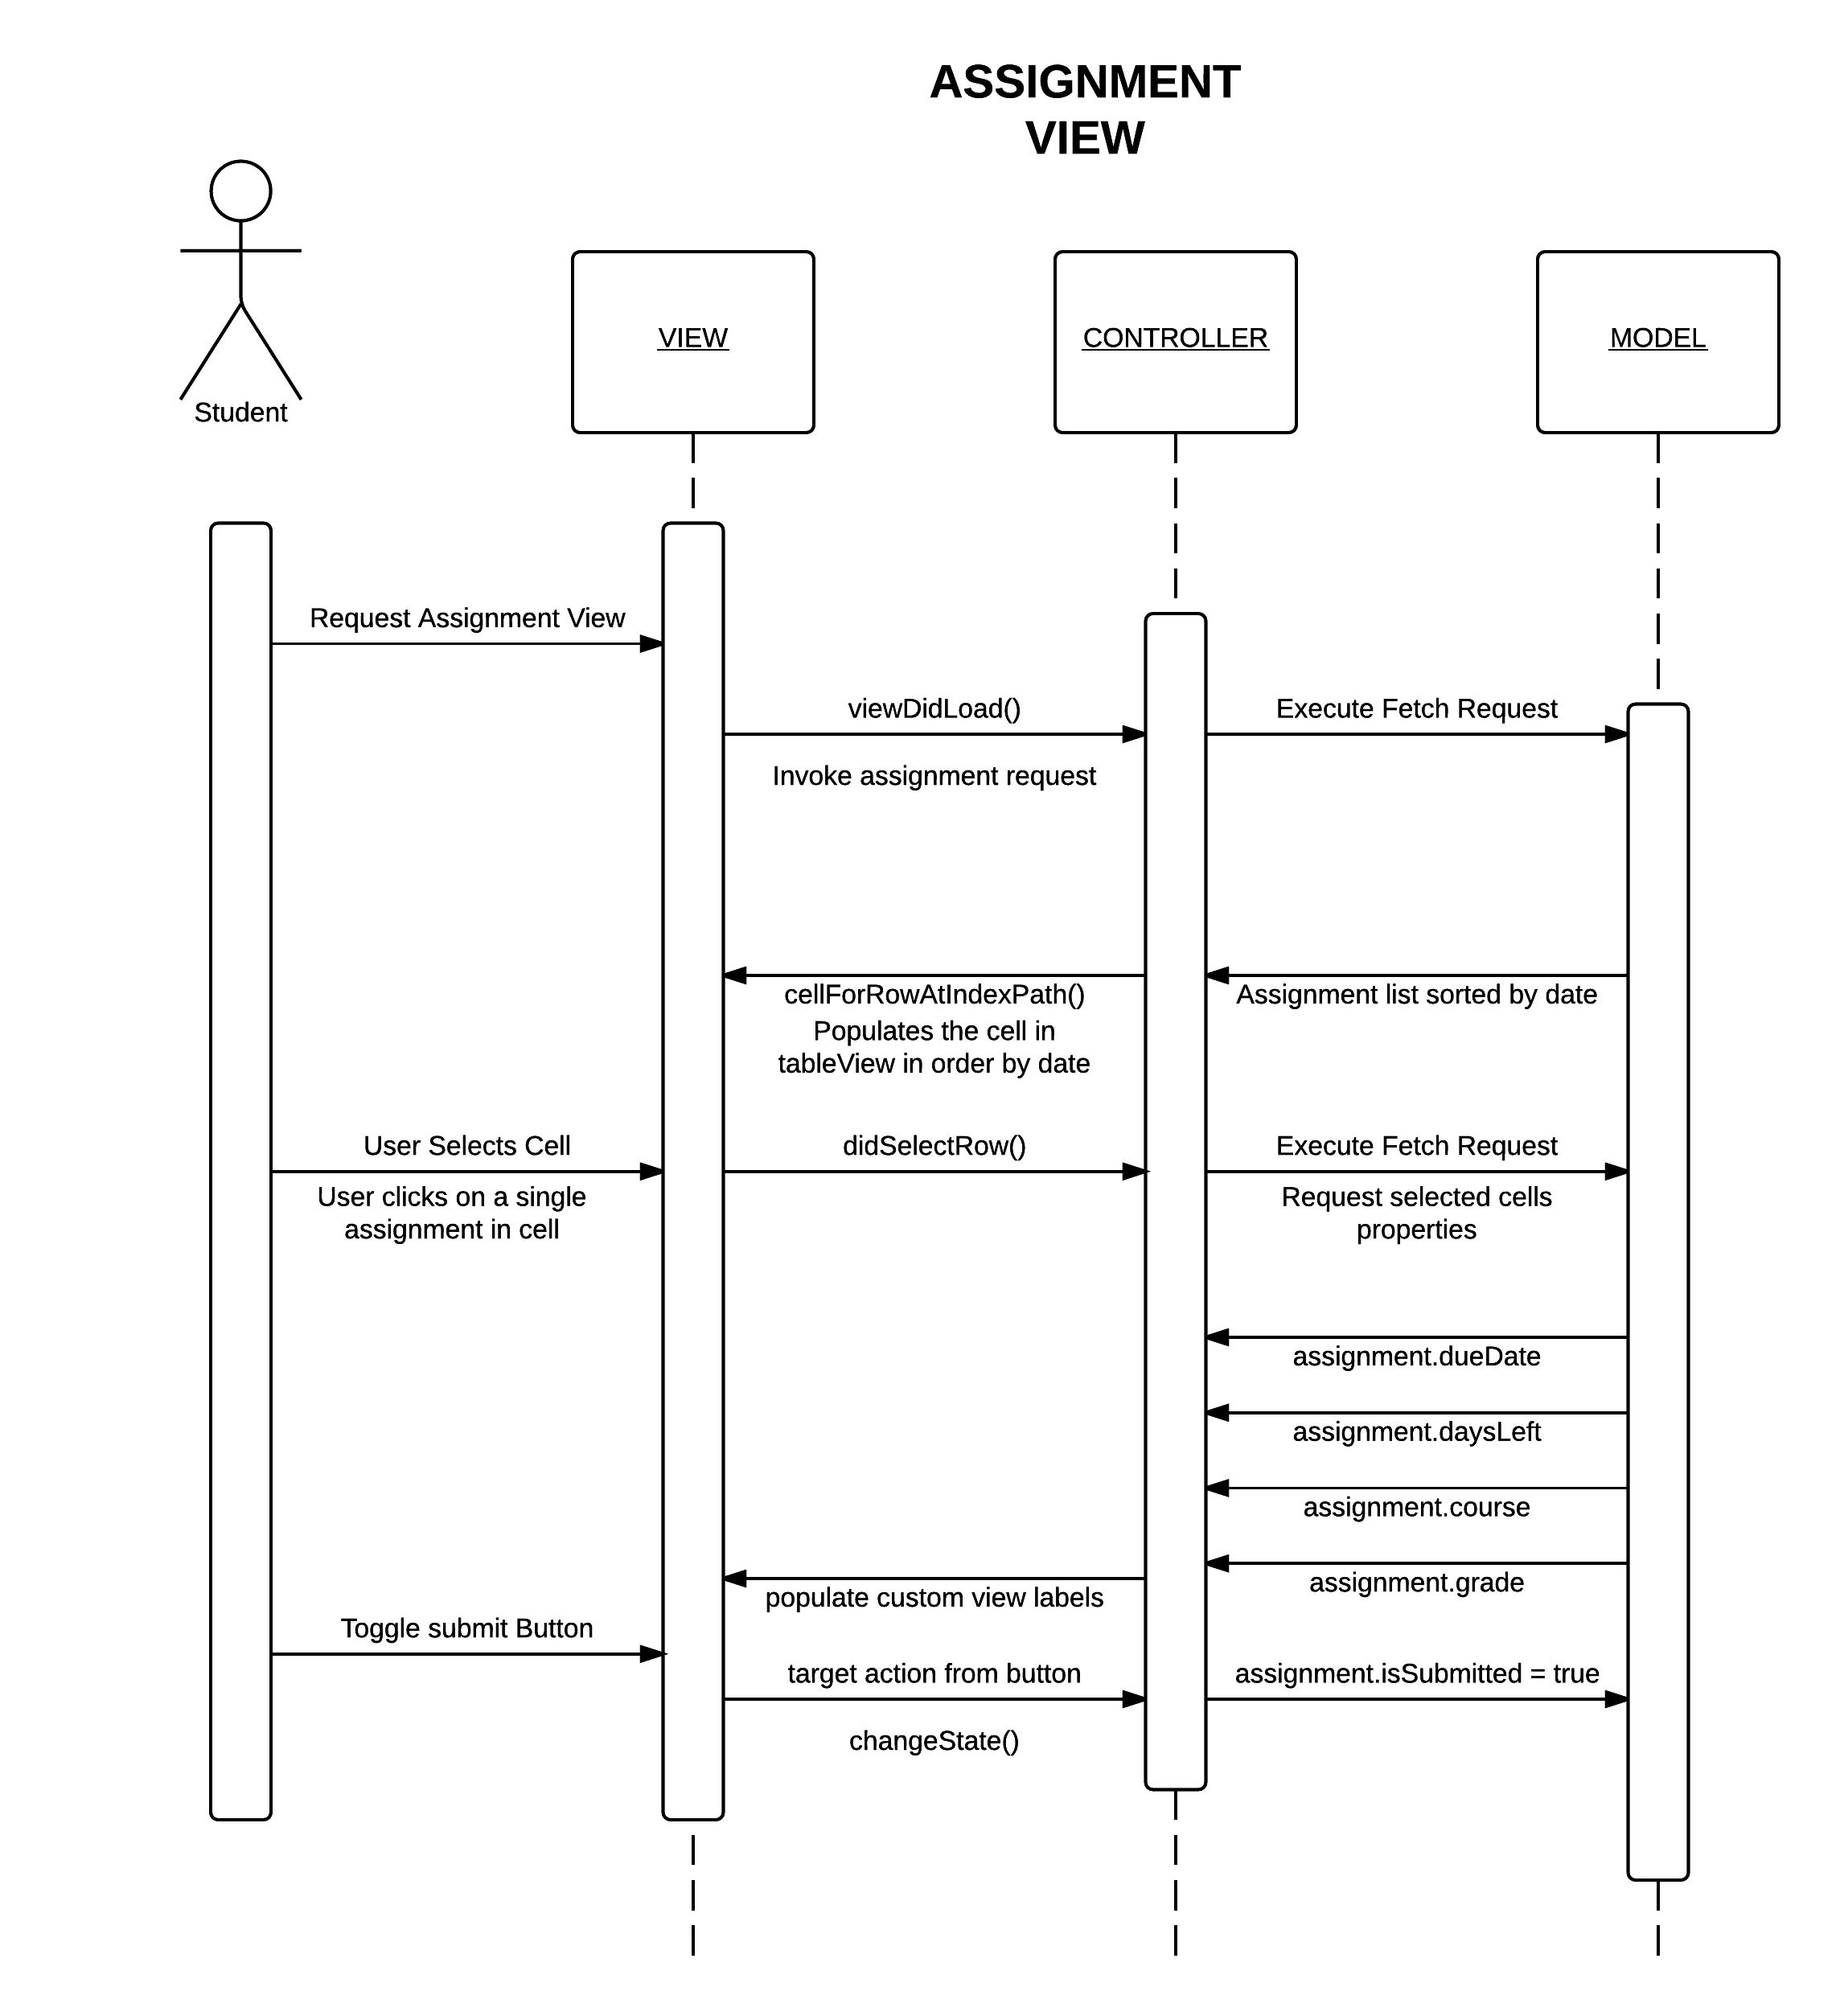 ASSIGNMENT
VIEW
Student
VIEW
CONTROLLER
MODEL
Request Assignment View
viewDidLoad()
Execute Fetch Request
Invoke assignment request
cellForRowAtIndexPath()
Assignment list sorted by date
Populates the cell in
tableView in order by date
User Selects Cell
didSelectRow()
Execute Fetch Request
User clicks on a single
assignment in cell
Request selected cells
properties
assignment.dueDate
assignment.daysLeft
assignment.course
assignment.grade
populate custom view labels
Toggle submit Button
target action from button
assignment.isSubmitted = true
changeState()